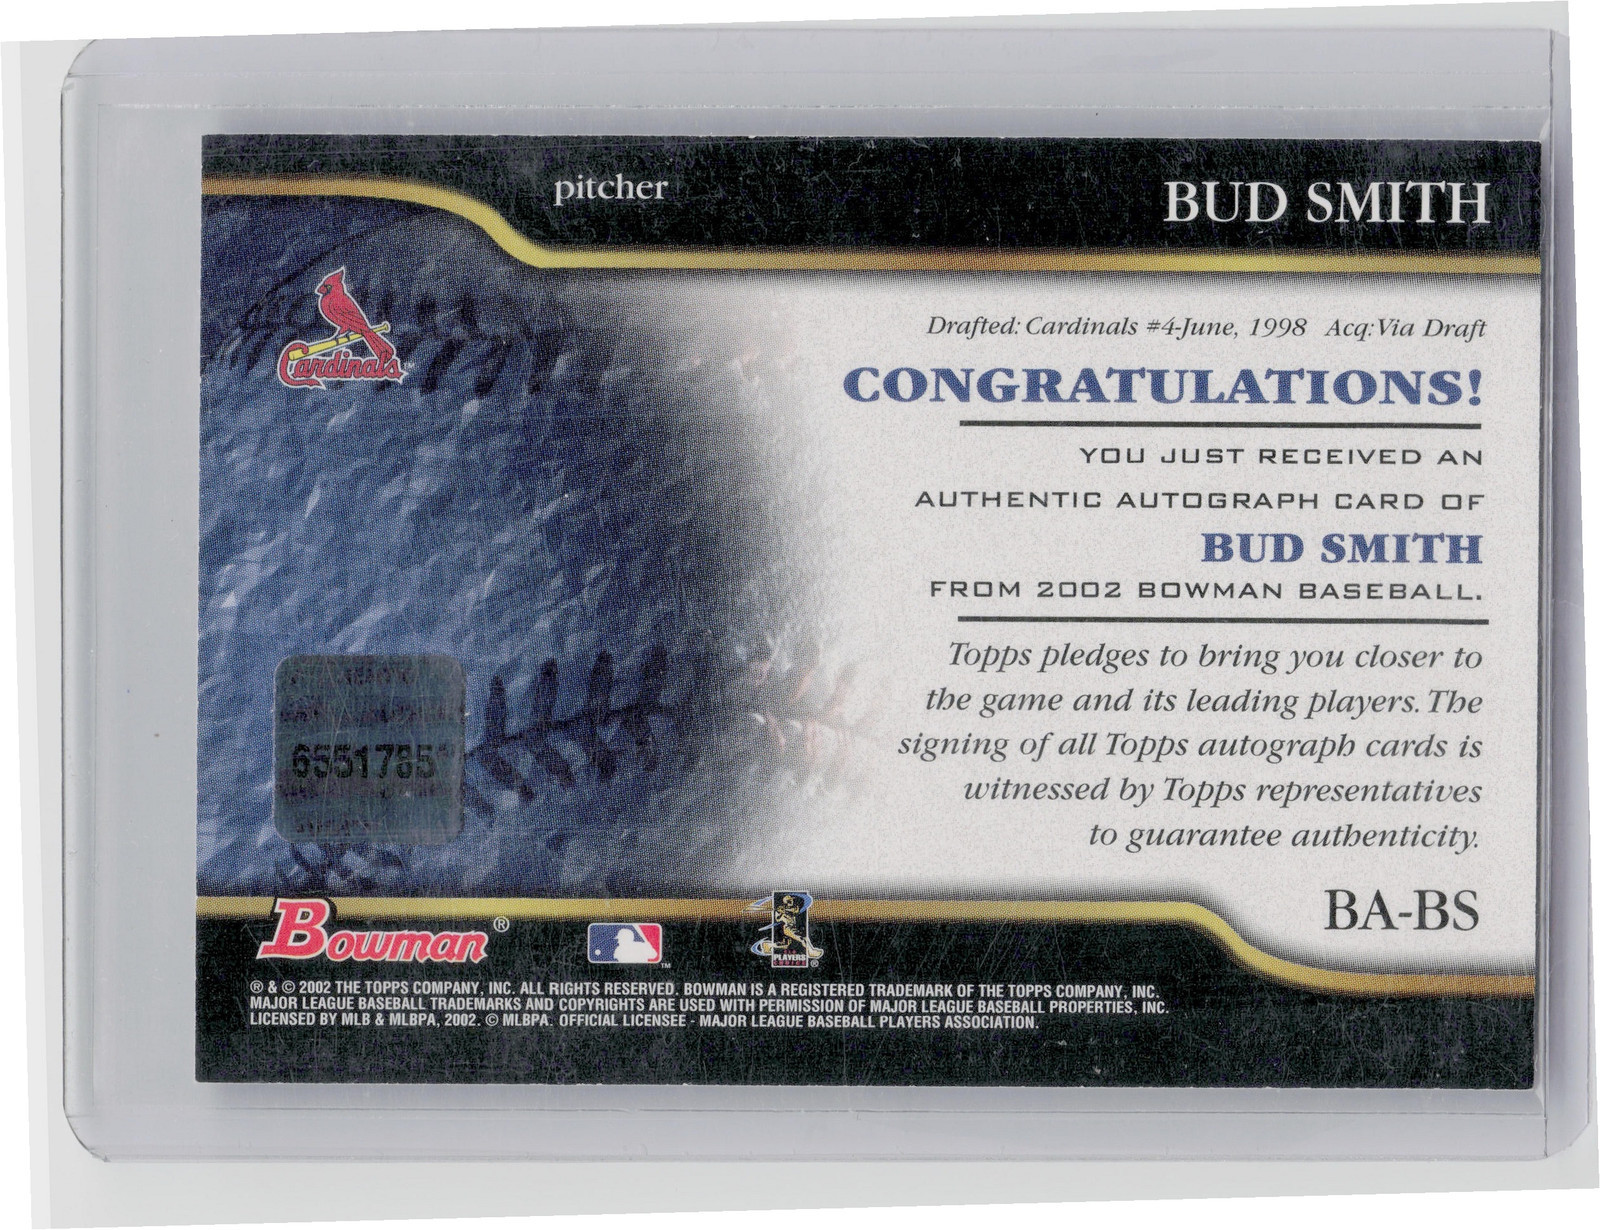 pitcher
BUD SMITH
Cardinals
Drafted: Cardinals #4-June, 1998 Acq: Via Draft
CONGRATULATIONS!
YOU JUST RECEIVED AN
AUTHENTIC AUTOGRAPH CARD OF
BUD SMITH
FROM 2002 BOWMAN BASEBALL.
Topps pledges to bring you closer to
the game and its leading players. The
signing of all Topps autograph cards is
witnessed by Topps representatives
to guarantee authenticity.
BA-BS
Bowman®
PLAYERS
CHOICE ®
® & © 2002 THE TOPPS COMPANY, INC. ALL RIGHTS RESERVED. BOWMAN IS A REGISTERED TRADEMARK OF THE TOPPS COMPANY, INC.
MAJOR LEAGUE BASEBALL TRADEMARKS AND COPYRIGHTS ARE USED WITH PERMISSION OF MAJOR LEAGUE BASEBALL PROPERTIES, INC.
LICENSED BY MLB & MLBPA, 2002. © MLBPA. OFFICIAL LICENSEE - MAJOR LEAGUE BASEBALL PLAYERS ASSOCIATION.